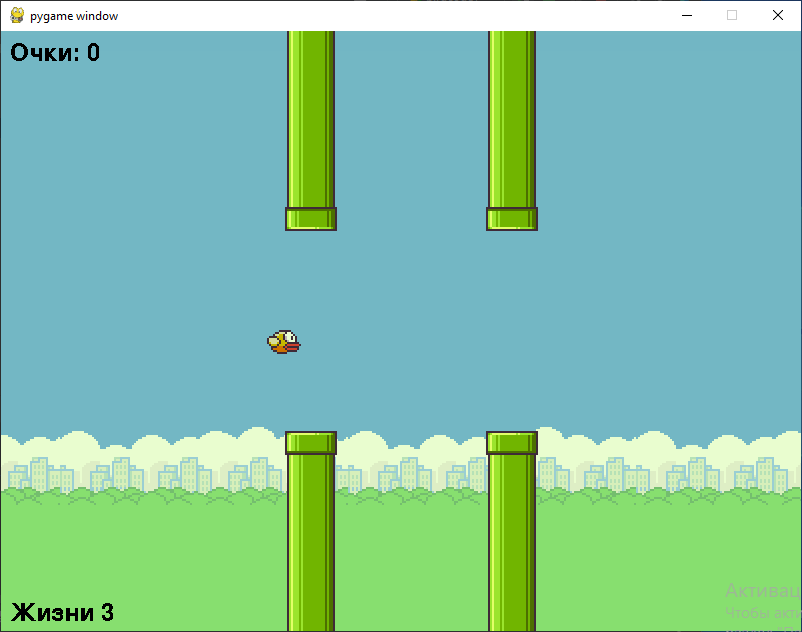 pygame window
Очки: 0
Жизни 3
Активац
Чтобы акти